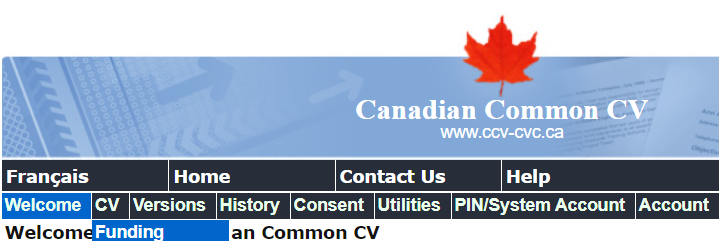 Canadian Common CV
www.ccv-cvc.ca
Français Home Contact Us Help
Welcome CV Versions History Consent Utilities PIN/System Account Account
Welcome Funding an Common CV